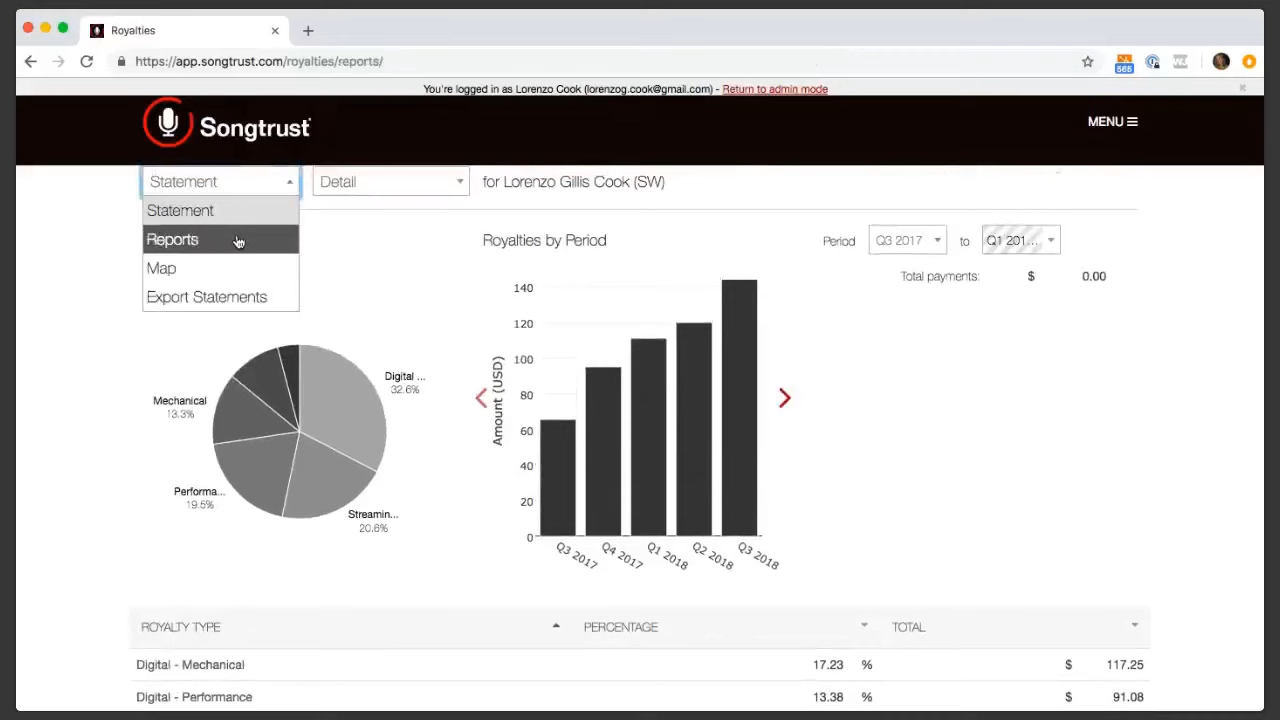 Royalties
https://app.songtrust.com/royalties/reports/
565
You're logged in as Lorenzo Cook (lorenzog.cook@gmail.com) - Return to admin mode
Songtrust
MENU
Statement
Detail
for Lorenzo Gillis Cook (SW)
Statement
Reports
Map
Export Statements
Royalties by Period
Period
Q3 2017
to
Q1 201...
Total payments:
$
0.00
Digital ...
32.6%
Mechanical
13.3%
Performa...
19.5%
Streamin...
20.6%
Amount (USD)
140
120
100
80
60
40
20
0
Q3 2017
Q4 2017
Q1 2018
Q2 2018
Q3 2018
ROYALTY TYPE
PERCENTAGE
TOTAL
Digital - Mechanical
17.23 %
$ 117.25
Digital - Performance
13.38 %
$ 91.08